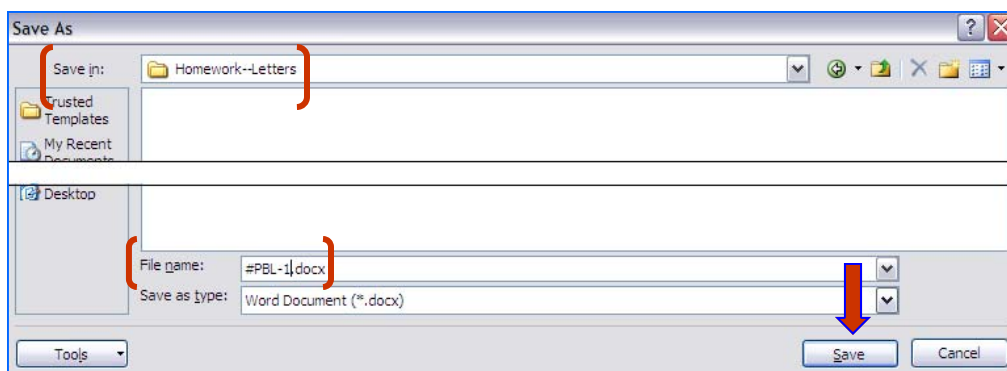 Save As
Save in: Homework--Letters
Trusted
Templates
My Recent
Documents
Desktop
File name: #PBL-1.docx
Save as type: Word Document (*.docx)
Tools Save Cancel